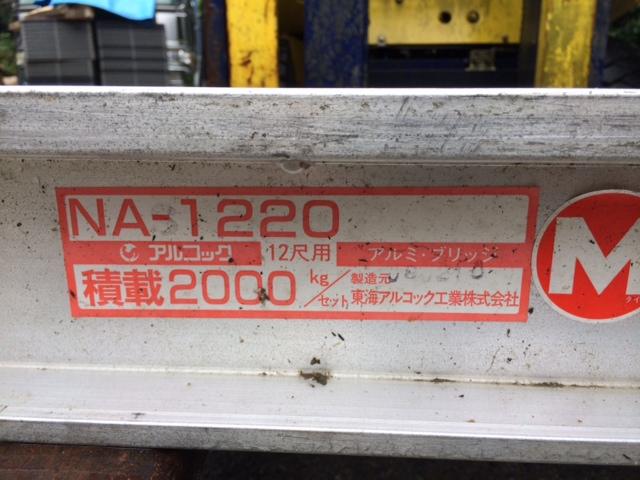 NA-1220
アルコック 12尺用 アルミ・ブリッジ
積載2000kg/セット 製造元 東海アルコック工業株式会社
M